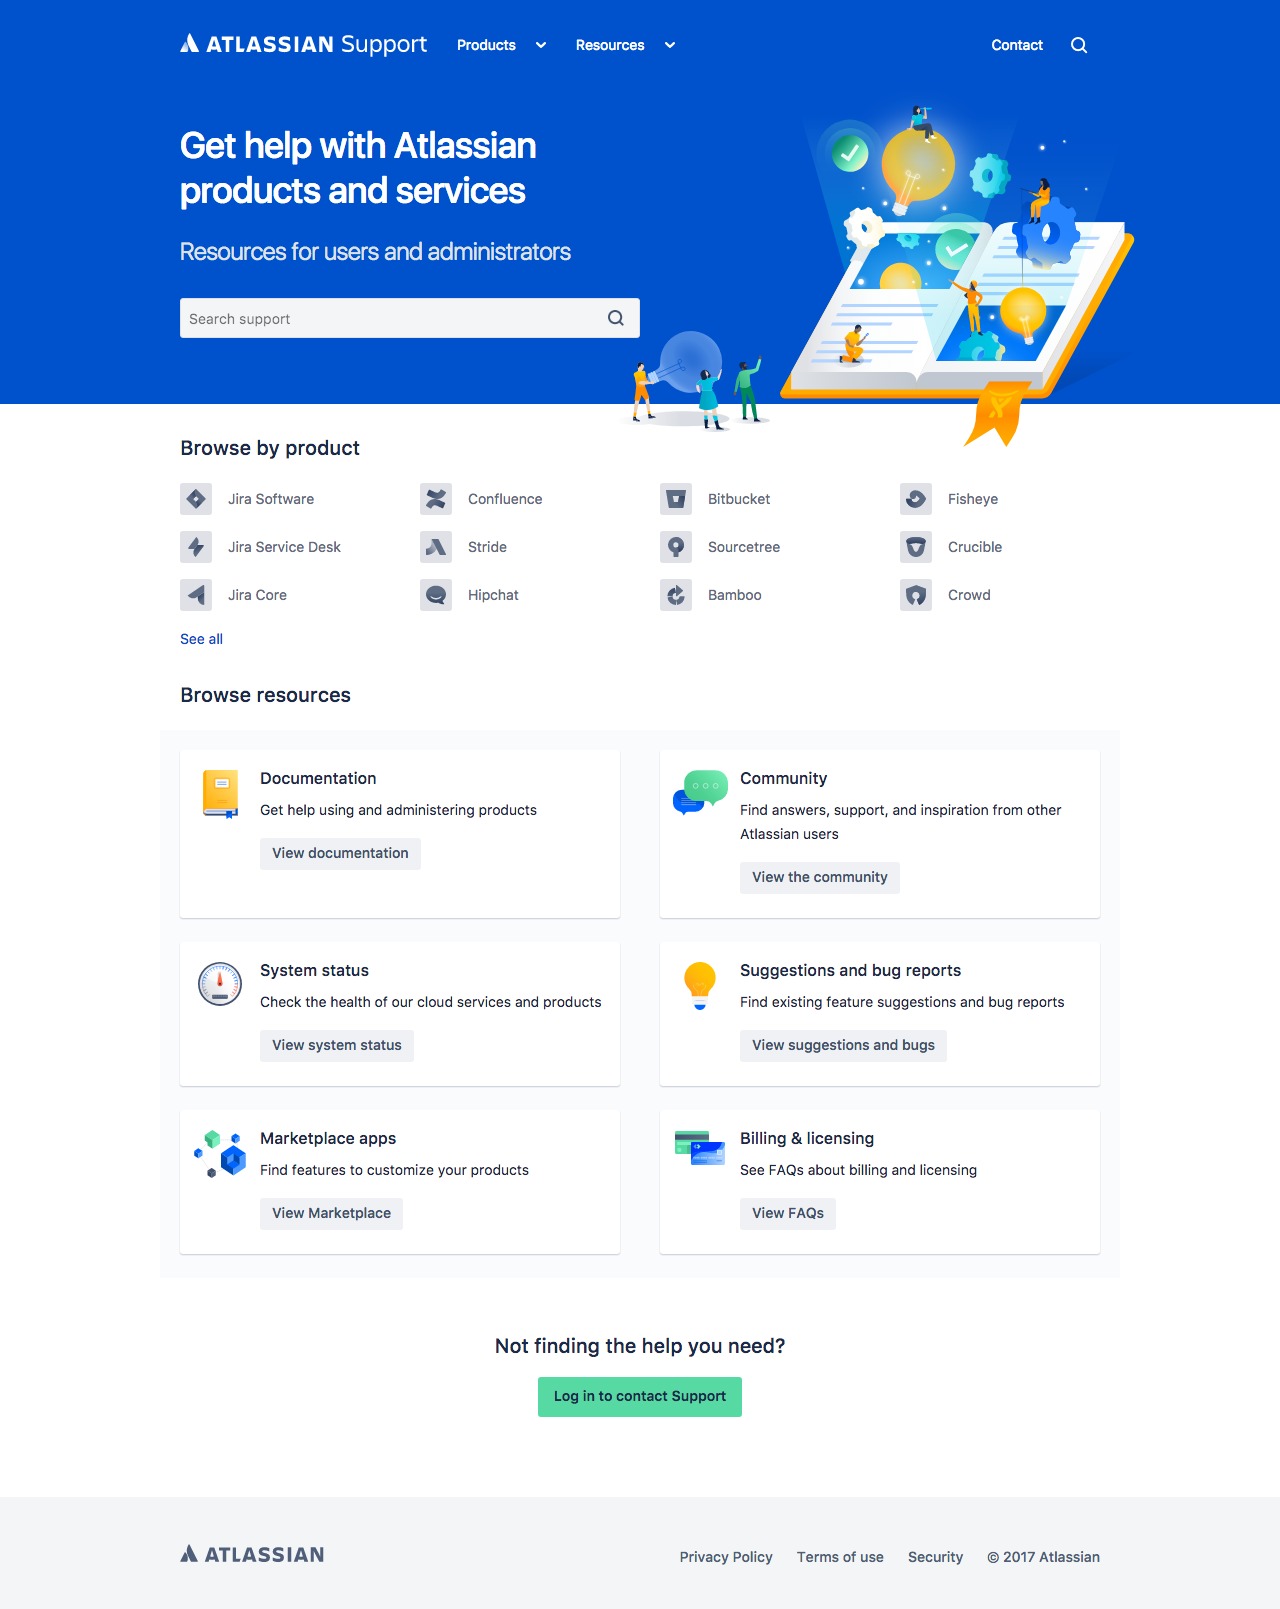 ATLASSIAN Support
Products
Resources
Contact
Get help with Atlassian
products and services
Resources for users and administrators
Search support
Browse by product
Jira Software
Confluence
Bitbucket
Fisheye
Jira Service Desk
Stride
Sourcetree
Crucible
Jira Core
Hipchat
Bamboo
Crowd
See all
Browse resources
Documentation
Get help using and administering products
View documentation
Community
Find answers, support, and inspiration from other
Atlassian users
View the community
System status
Check the health of our cloud services and products
View system status
Suggestions and bug reports
Find existing feature suggestions and bug reports
View suggestions and bugs
Marketplace apps
Find features to customize your products
View Marketplace
Billing & licensing
See FAQs about billing and licensing
View FAQs
Not finding the help you need?
Log in to contact Support
ATLASSIAN
Privacy Policy
Terms of use
Security
© 2017 Atlassian